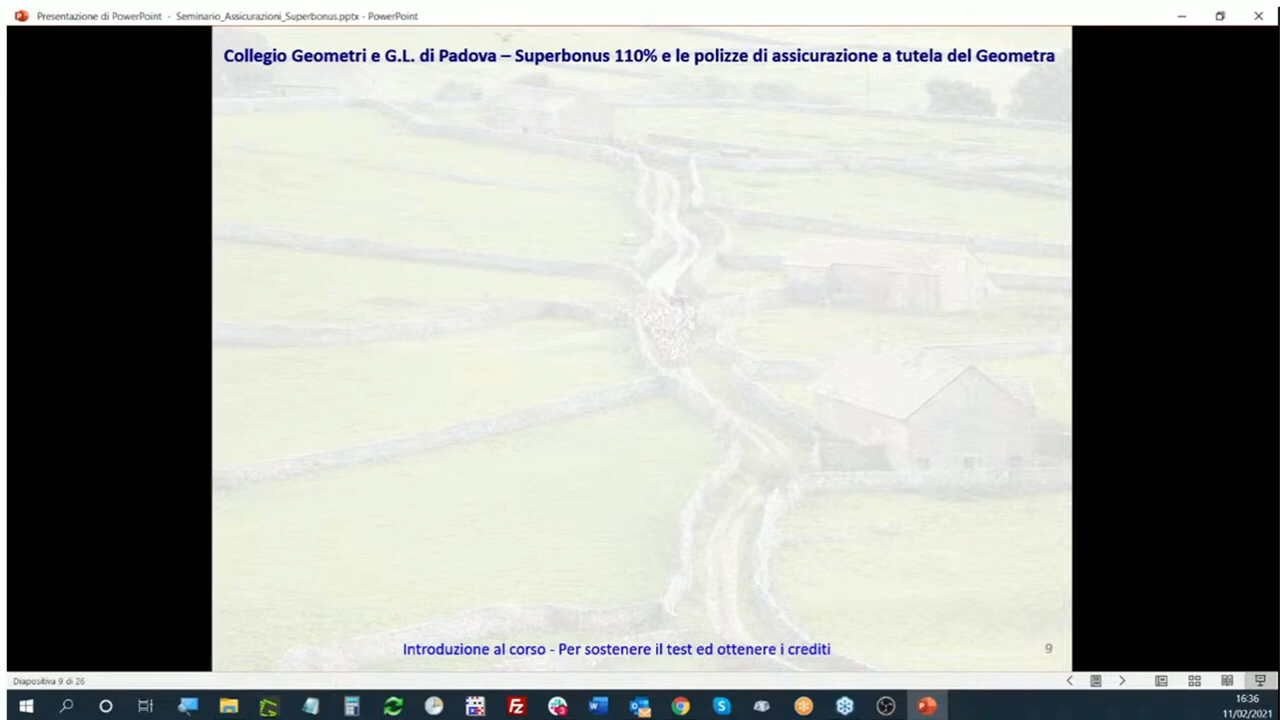 Presentazione di PowerPoint - Seminario_Assicurazioni_Superbonus.pptx - PowerPoint
Collegio Geometri e G.L. di Padova – Superbonus 110% e le polizze di assicurazione a tutela del Geometra
Introduzione al corso - Per sostenere il test ed ottenere i crediti
9
Diapositiva 9 di 26
16:36
11/02/2021